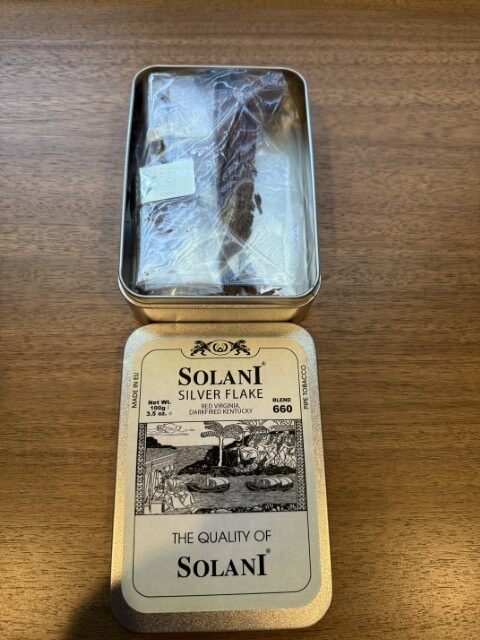 SOLANI®
SILVER FLAKE
RED VIRGINIA,
DARKFIRED KENTUCKY
MADE IN EU
Net Wt.
100g /
3.5 oz. e
BLEND
660
PIPE TOBACCO
THE QUALITY OF
SOLANI®